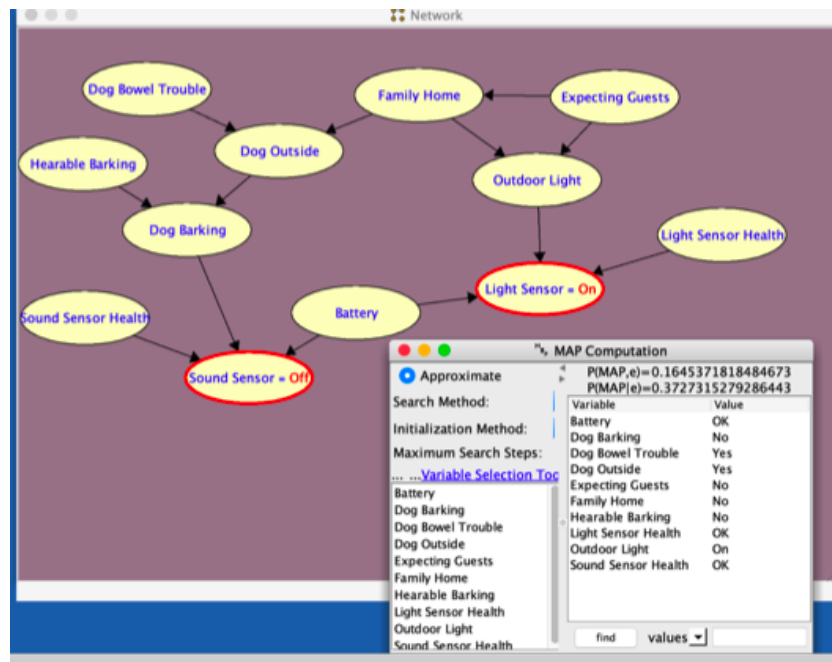 Network
Dog Bowel Trouble
Family Home
Expecting Guests
Dog Outside
Hearable Barking
Outdoor Light
Dog Barking
Light Sensor Health
Light Sensor = On
Battery
Sound Sensor Health
Sound Sensor = Off
MAP Computation
Approximate
Search Method:
Initialization Method:
Maximum Search Steps:
... ...Variable Selection Too
Battery
Dog Barking
Dog Bowel Trouble
Dog Outside
Expecting Guests
Family Home
Hearable Barking
Light Sensor Health
Outdoor Light
Sound Sensor Health
P(MAP,e)=0.1645371818484673
P(MAP|e)=0.3727315279286443
Variable Value
Battery OK
Dog Barking No
Dog Bowel Trouble Yes
Dog Outside Yes
Expecting Guests No
Family Home No
Hearable Barking No
Light Sensor Health OK
Outdoor Light On
Sound Sensor Health OK
find values